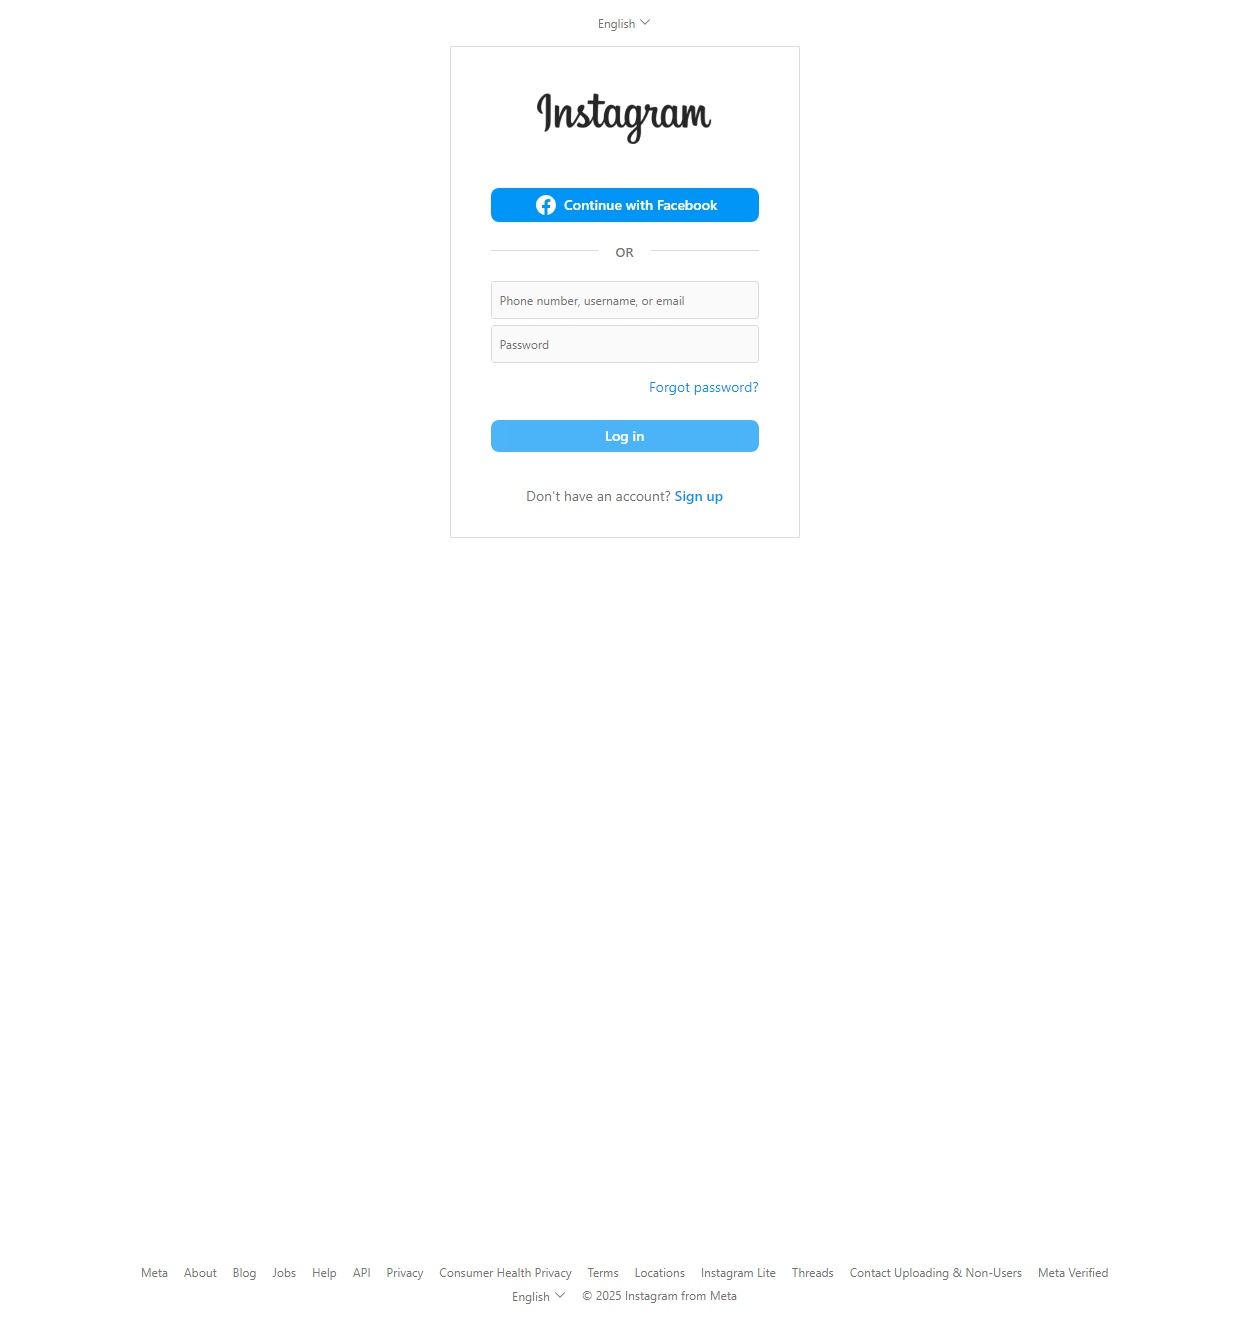 English
Instagram
Continue with Facebook
OR
Phone number, username, or email
Password
Forgot password?
Log in
Don't have an account? Sign up
Meta About Blog Jobs Help API Privacy Consumer Health Privacy Terms Locations Instagram Lite Threads Contact Uploading & Non-Users Meta Verified
English © 2025 Instagram from Meta